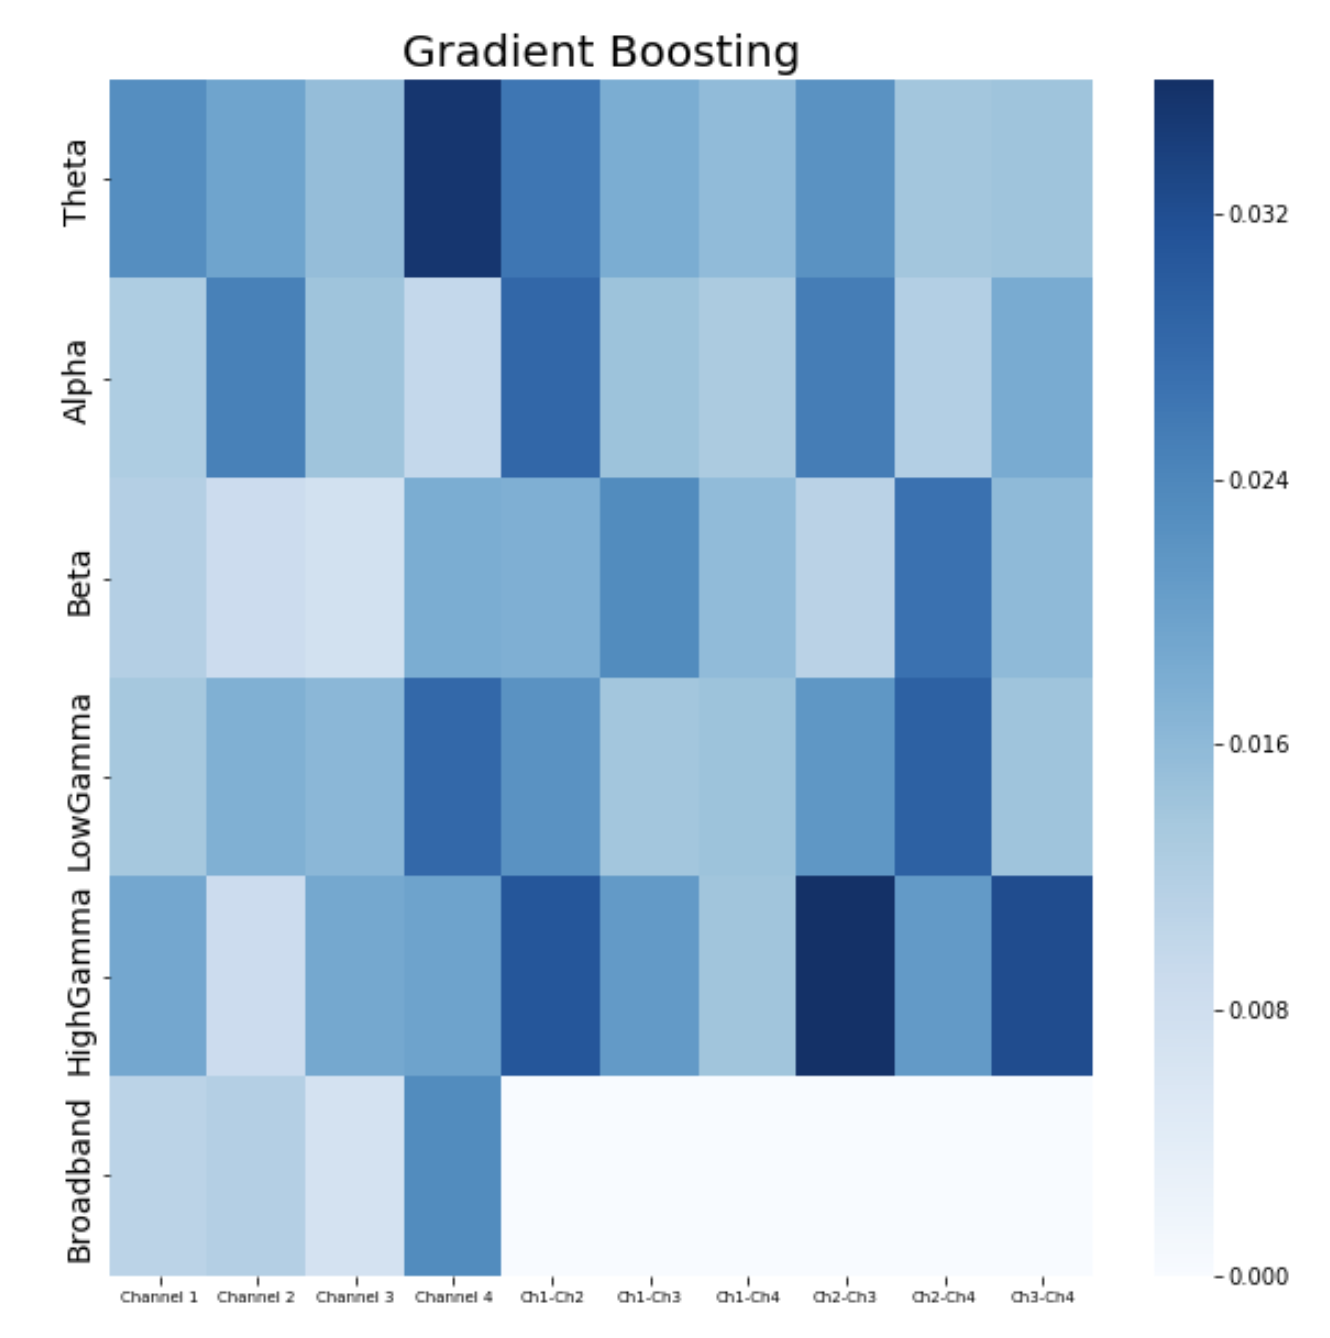 Gradient Boosting
Theta
Alpha
Beta
LowGamma
HighGamma
Broadband
Channel 1 Channel 2 Channel 3 Channel 4 Ch1-Ch2 Ch1-Ch3 Ch1-Ch4 Ch2-Ch3 Ch2-Ch4 Ch3-Ch4
0.032
0.024
0.016
0.008
0.000